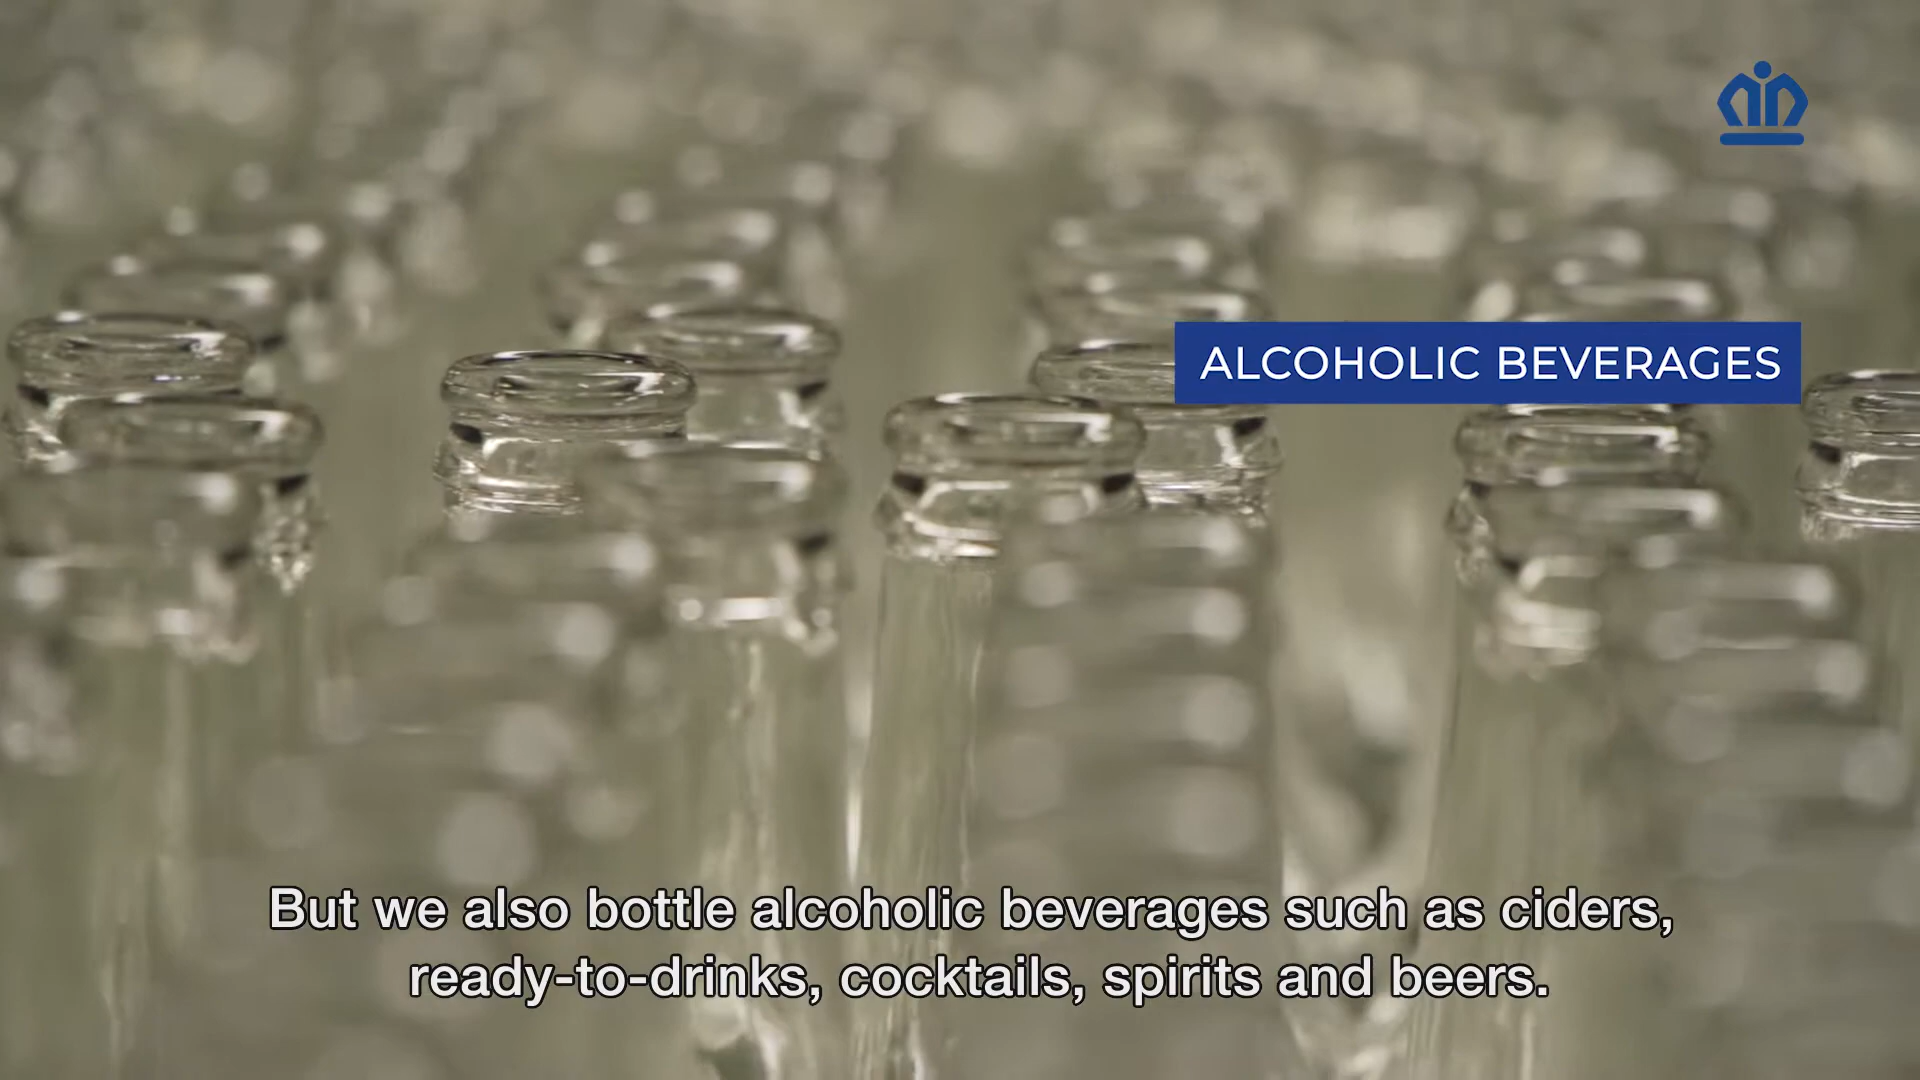 ALCOHOLIC BEVERAGES
But we also bottle alcoholic beverages such as ciders,
ready-to-drinks, cocktails, spirits and beers.